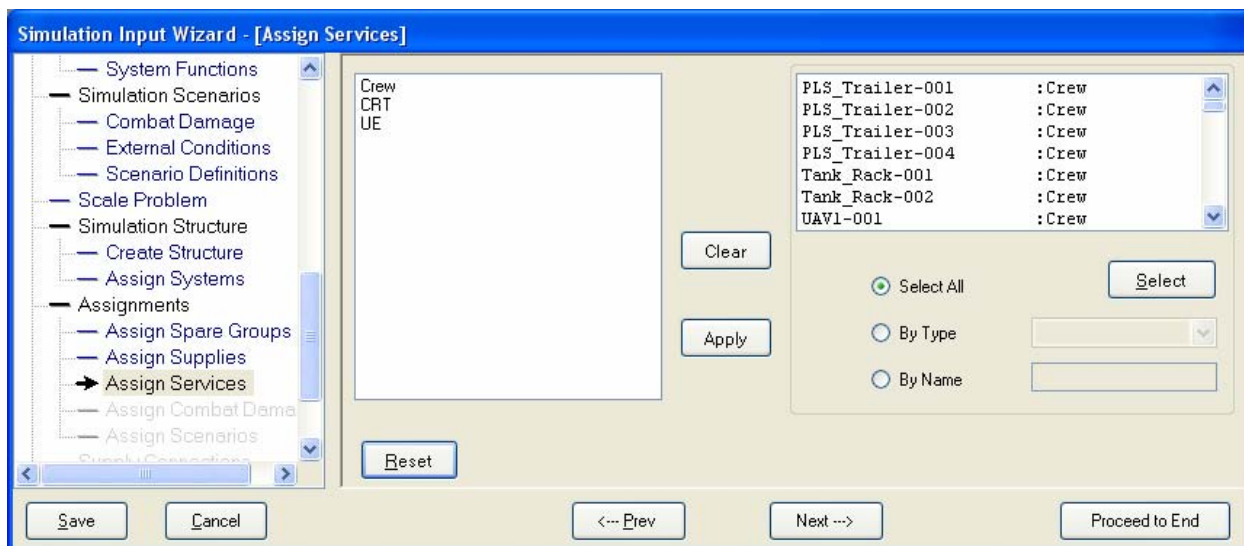 Simulation Input Wizard - [Assign Services]
System Functions
Simulation Scenarios
Combat Damage
External Conditions
Scenario Definitions
Scale Problem
Simulation Structure
Create Structure
Assign Systems
Assignments
Assign Spare Groups
Assign Supplies
Assign Services
Assign Combat Dama
Assign Scenarios
Supply Connections
Crew
CRT
UE
Clear
Apply
Reset
PLS_Trailer-001 :Crew
PLS_Trailer-002 :Crew
PLS_Trailer-003 :Crew
PLS_Trailer-004 :Crew
Tank_Rack-001 :Crew
Tank_Rack-002 :Crew
UAV1-001 :Crew
Select All
Select
By Type
By Name
Save
Cancel
<--- Prev
Next --->
Proceed to End